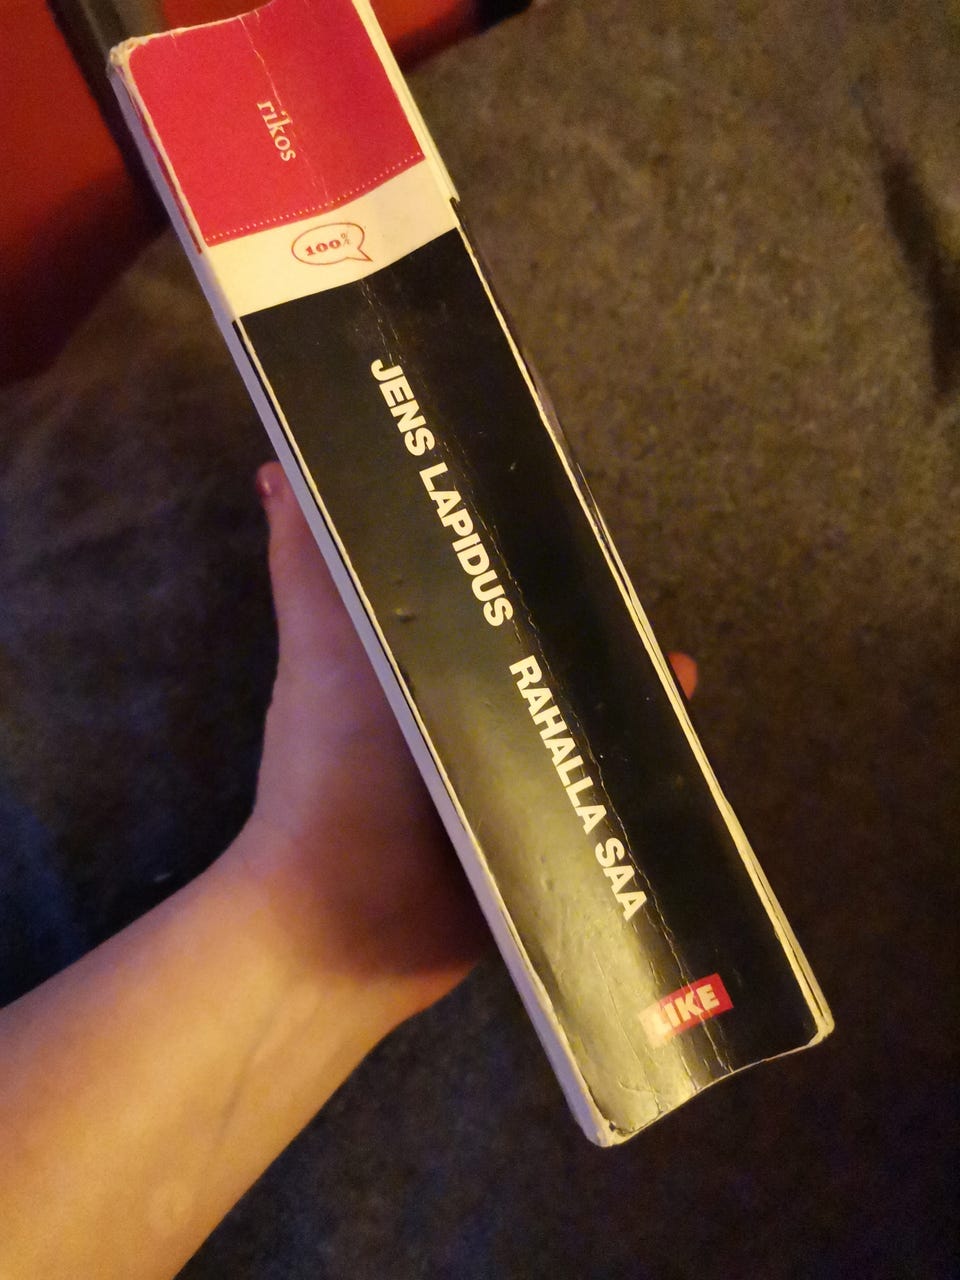 rikos
100%
JENS LAPIDUS RAHALLA SAA
LIKE